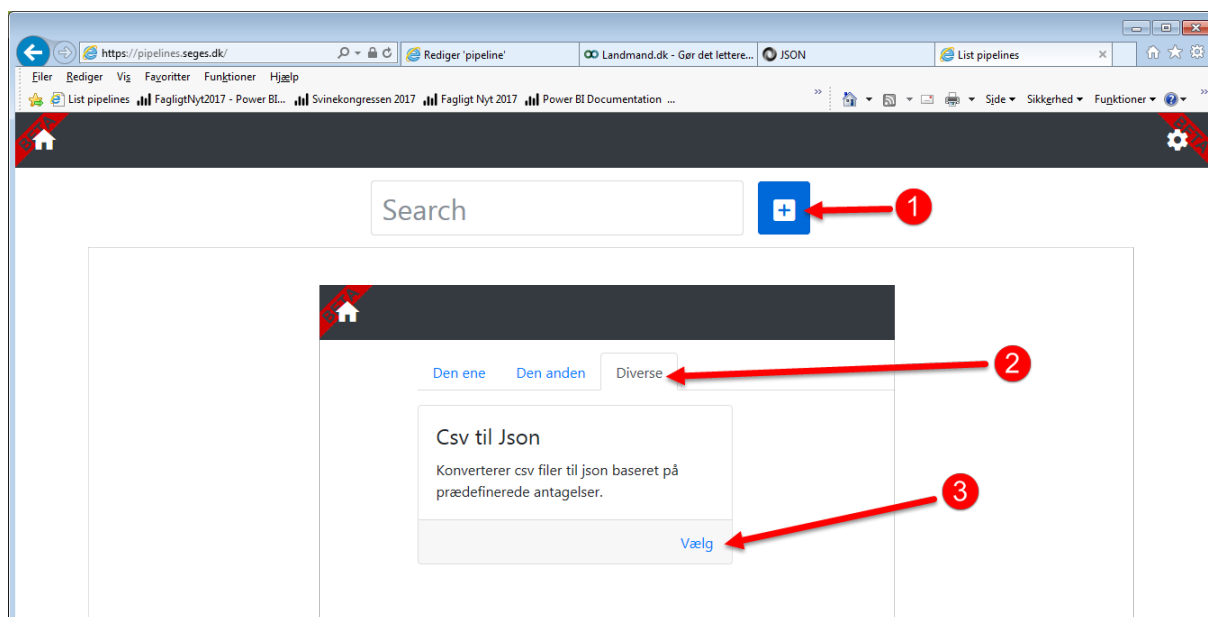 https://pipelines.seges.dk/
Rediger 'pipeline'
Landmand.dk - Gør det lettere...
JSON
List pipelines
Filer Rediger Vis Favoritter Funktioner Hjælp
List pipelines FagligtNyt2017 - Power BI... Svinekongressen 2017 Fagligt Nyt 2017 Power BI Documentation ... » Side Sikkerhed Funktioner »
BETA
BETA
Search
1
BETA
Den ene Den anden Diverse
2
Csv til Json
Konverterer csv filer til json baseret på
prædefinerede antagelser.
3
Vælg